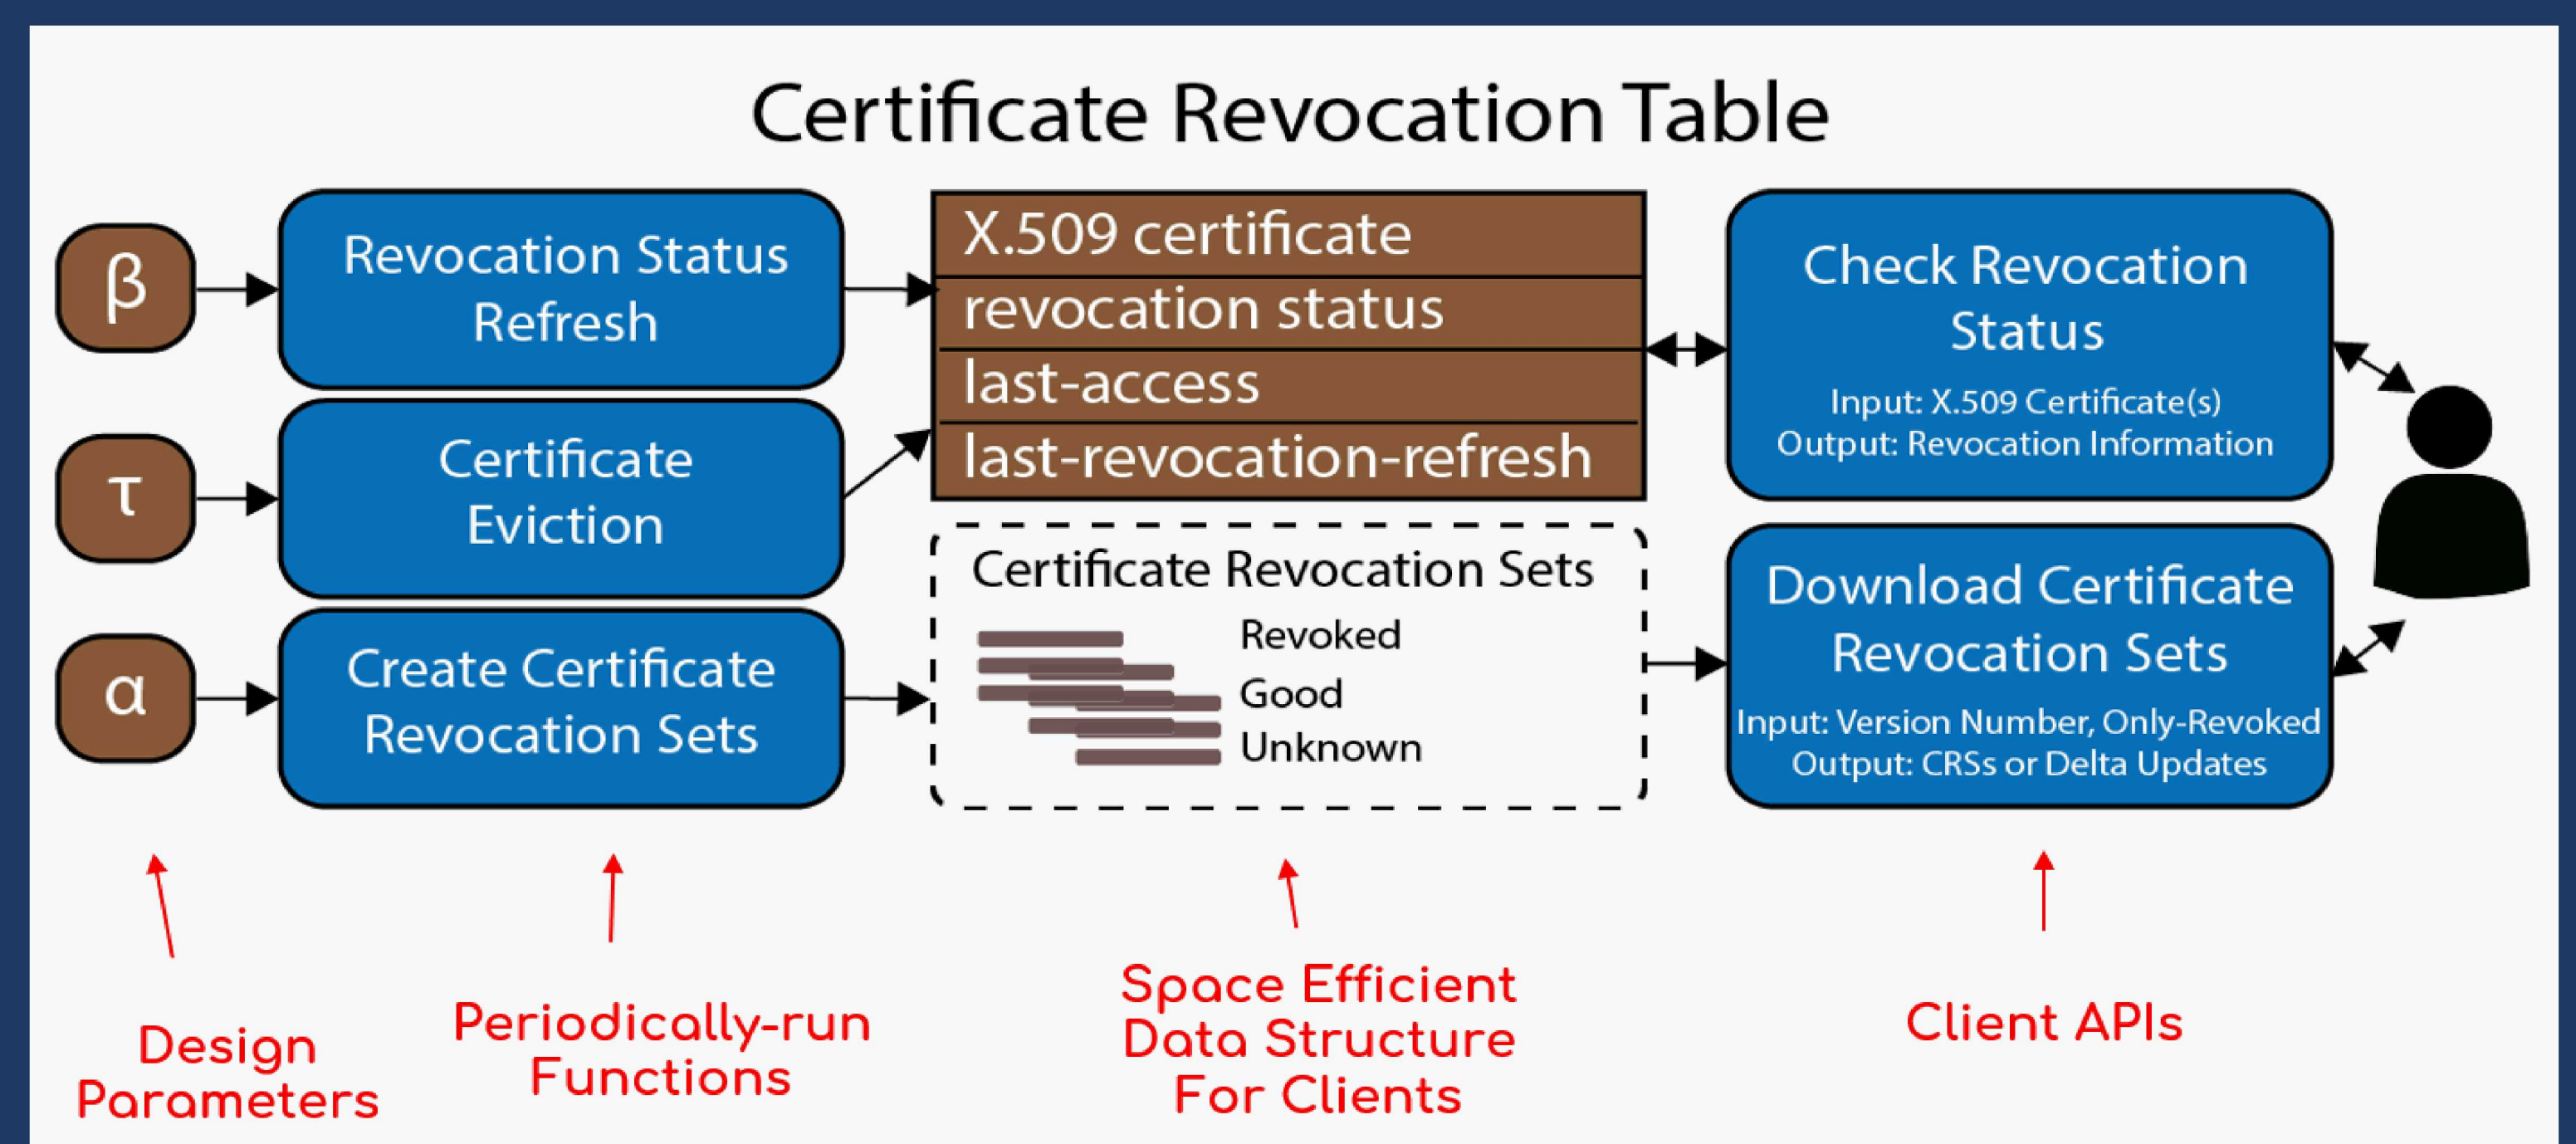 Certificate Revocation Table
β
Revocation Status
Refresh
τ
Certificate
Eviction
α
Create Certificate
Revocation Sets
X.509 certificate
revocation status
last-access
last-revocation-refresh
Certificate Revocation Sets
Revoked
Good
Unknown
Check Revocation
Status
Input: X.509 Certificate(s)
Output: Revocation Information
Download Certificate
Revocation Sets
Input: Version Number, Only-Revoked
Output: CRSs or Delta Updates
Design
Parameters
Periodically-run
Functions
Space Efficient
Data Structure
For Clients
Client APIs